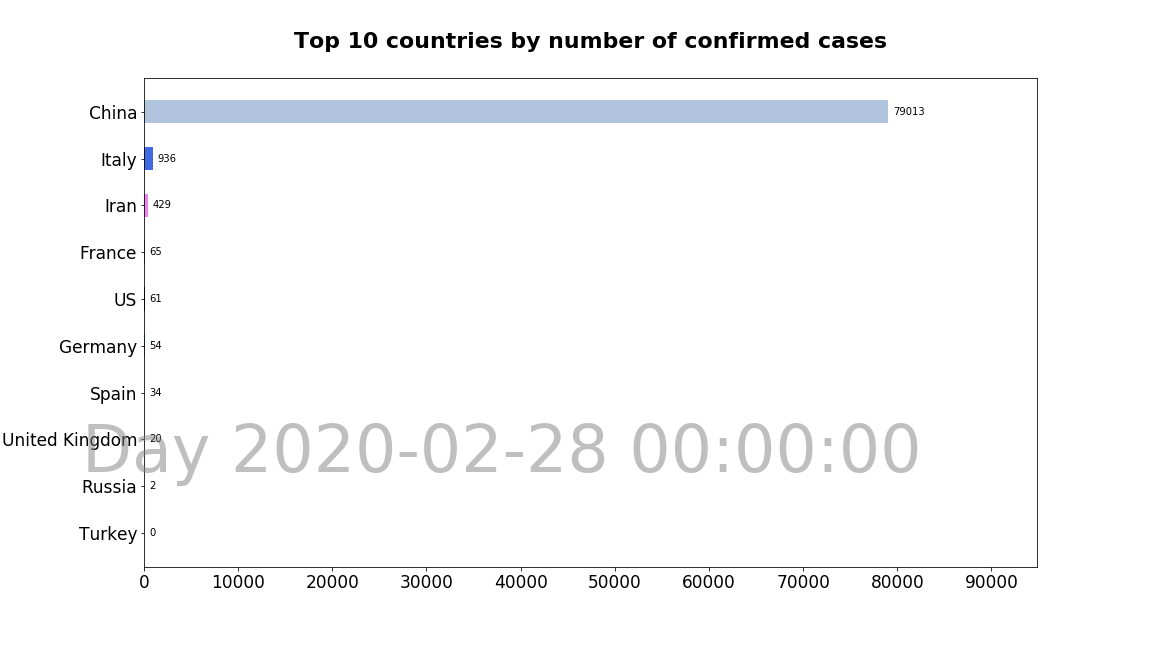 Top 10 countries by number of confirmed cases
China 79013
Italy 936
Iran 429
France 65
US 61
Germany 54
Spain 34
United Kingdom 20
Day 2020-02-28 00:00:00
Russia 2
Turkey 0
0 10000 20000 30000 40000 50000 60000 70000 80000 90000